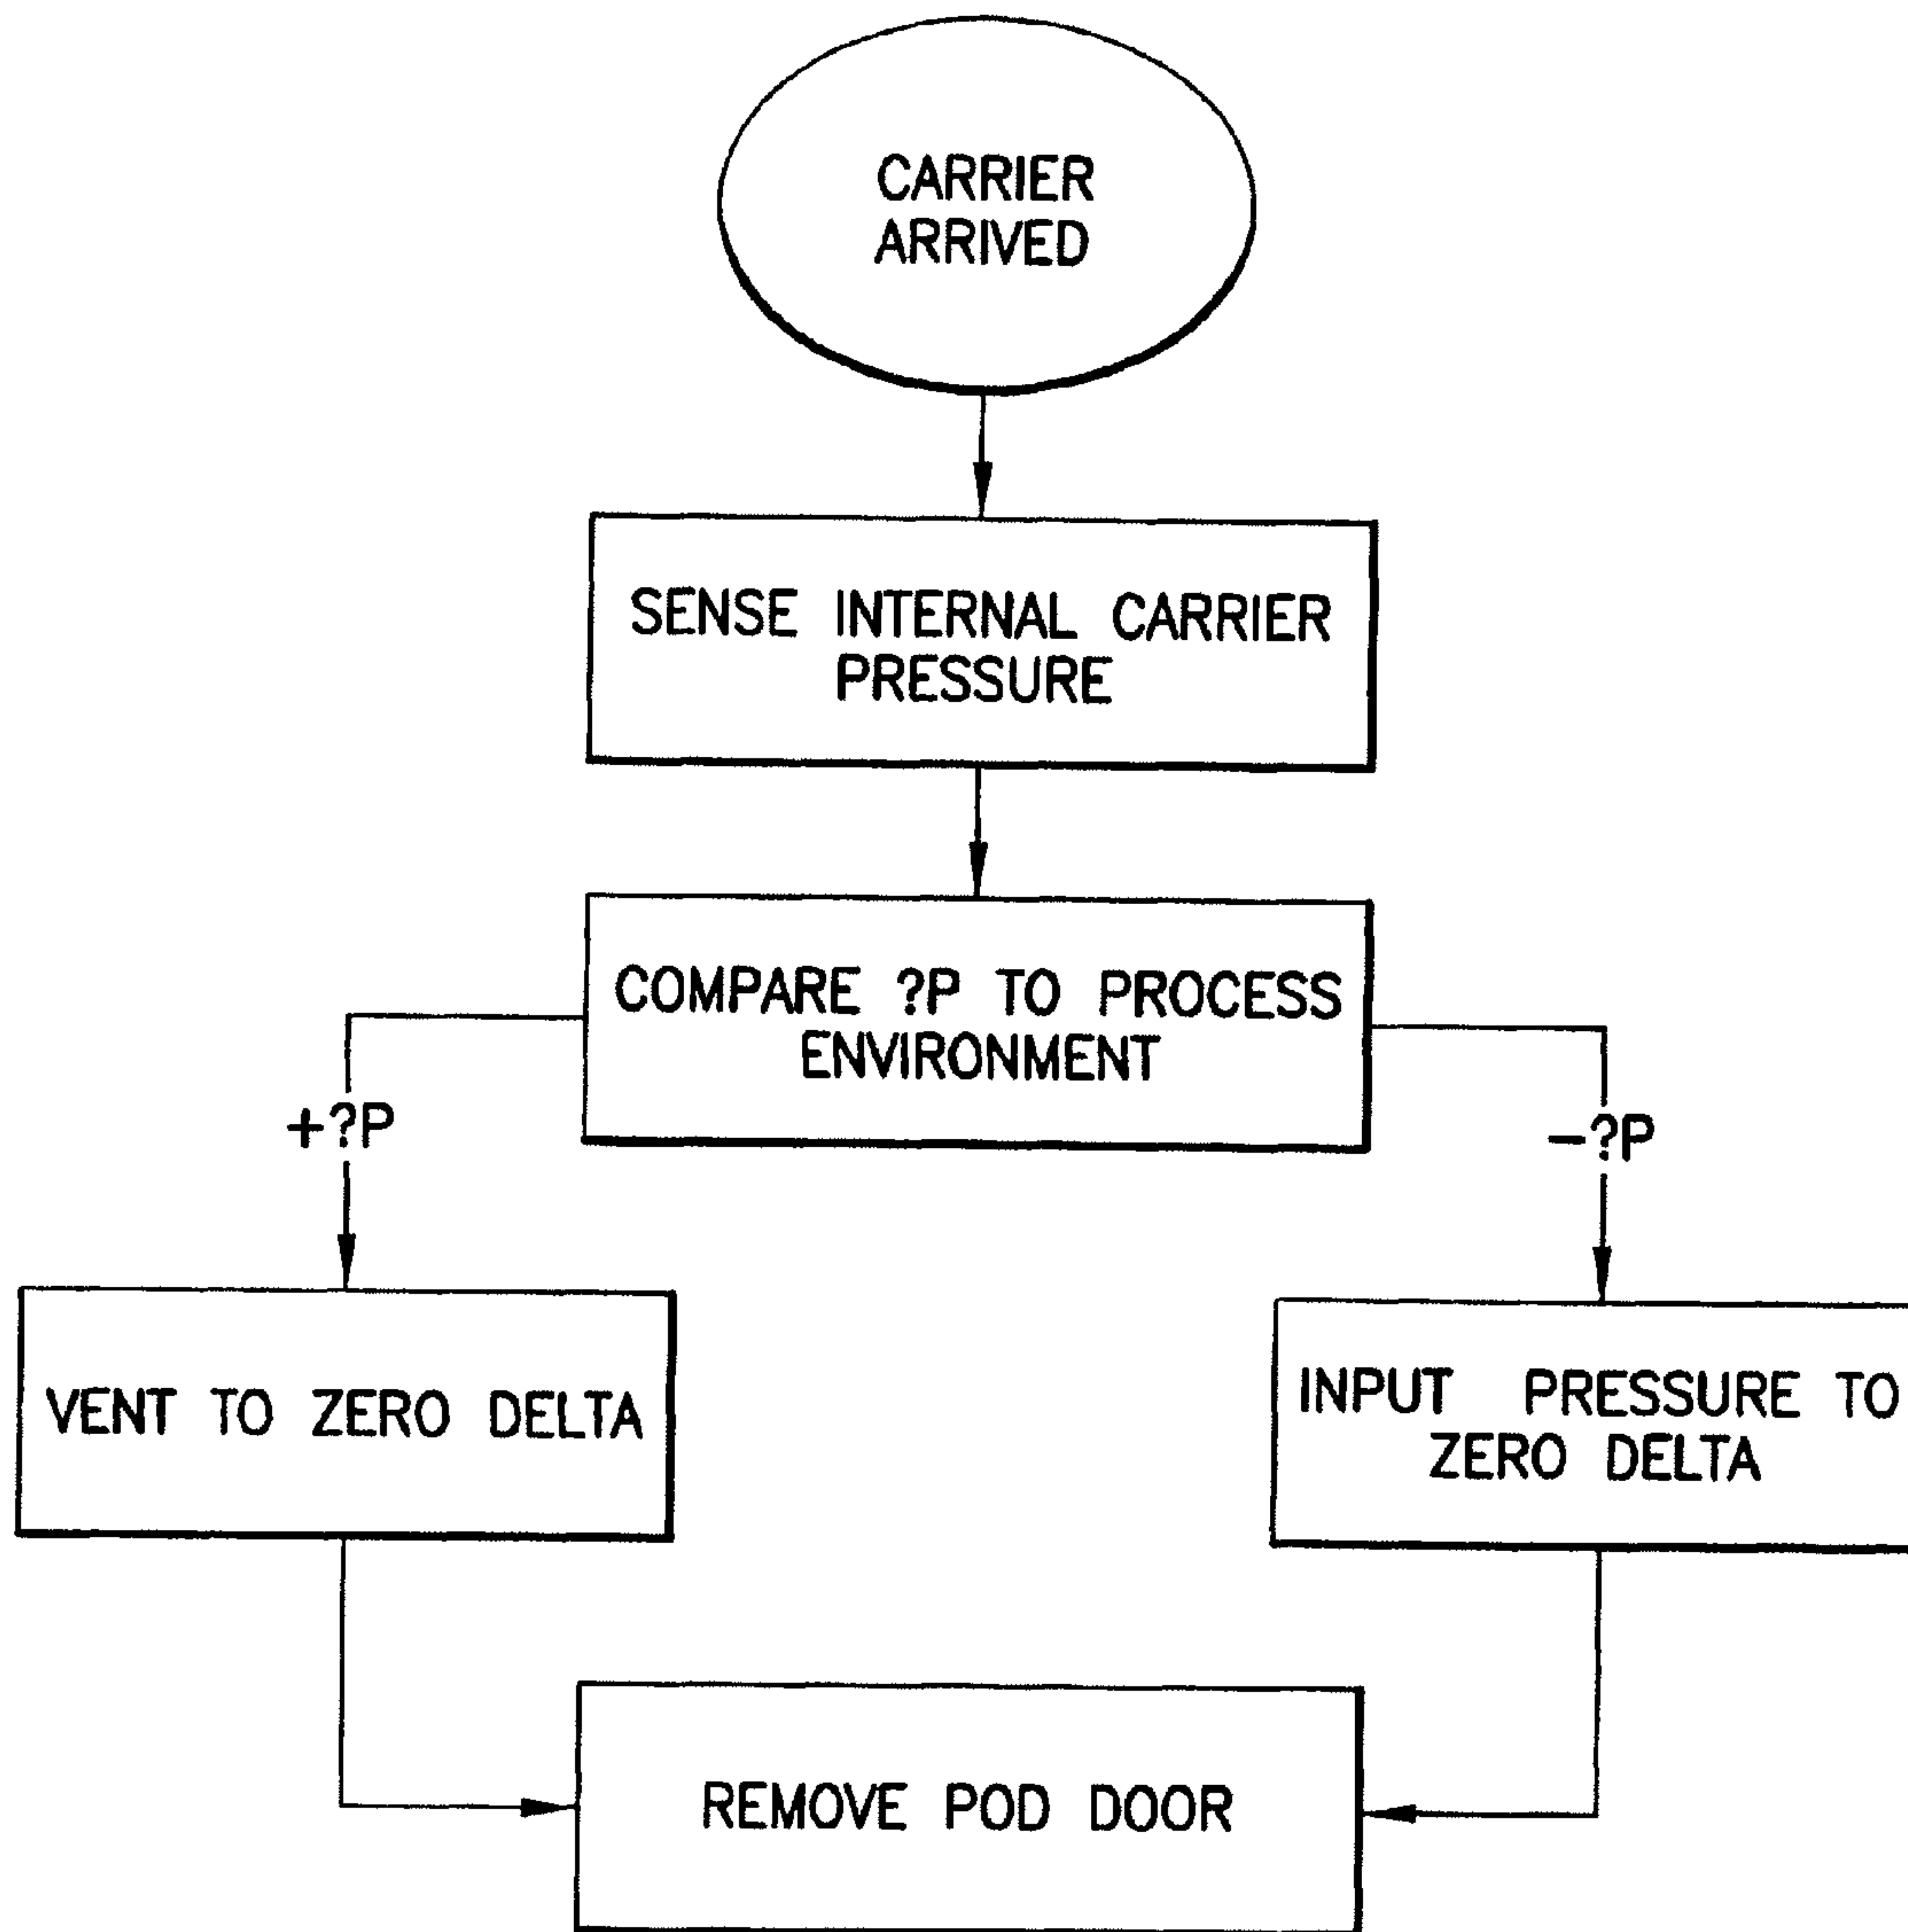 CARRIER
ARRIVED
SENSE INTERNAL CARRIER
PRESSURE
COMPARE ?P TO PROCESS
ENVIRONMENT
+?P
-?P
VENT TO ZERO DELTA
INPUT PRESSURE TO
ZERO DELTA
REMOVE POD DOOR